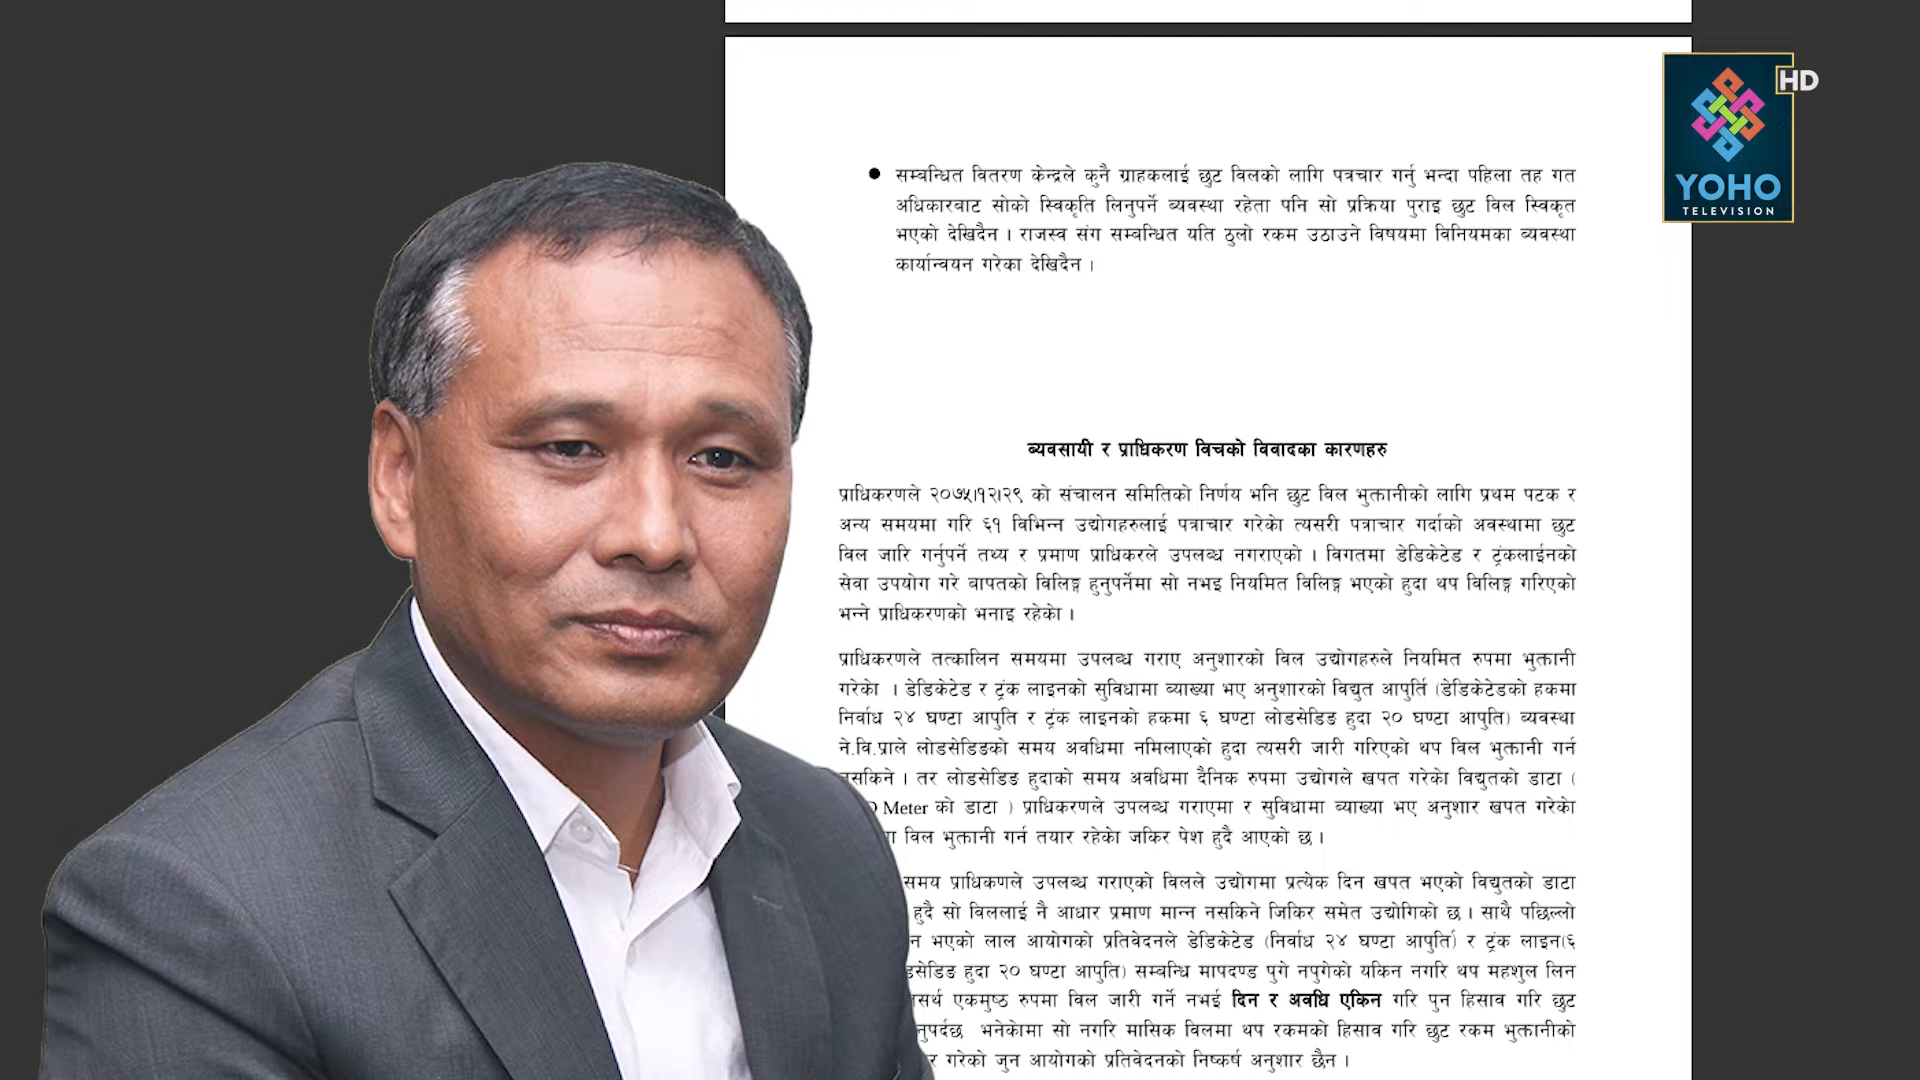 HD
YOHO
TELEVISION
● सम्बन्धित वितरण केन्द्रले कुनै ग्राहकलाई छुट विलको लागि पत्रचार गर्नु भन्दा पहिला तह गत
अधिकारबाट सोको स्विकृति लिनुपर्ने ब्यवस्था रहेता पनि सो प्रक्रिया पुराइ छुट विल स्विकृत
भएको देखिदैन । राजस्व संग सम्बन्धित यति ठुलो रकम उठाउने विषयमा विनियमका ब्यवस्था
कार्यान्वयन गरेका देखिदैन ।
ब्यवसायी र प्राधिकरण विचको विवादका कारणहरु
प्राधिकरणले २०७५।१२।२९ को संचालन समितिको निर्णय भनि छुट विल भुक्तानीको लागि प्रथम पटक र
अन्य समयमा गरि ६१ विभिन्न उद्योगहरुलाई पत्राचार गरेको त्यसरी पत्राचार गर्दाको अवस्थामा छुट
विल जारि गर्नुपर्ने तथ्य र प्रमाण प्राधिकरले उपलब्ध नगराएको । विगतमा डेडिकेटेड र ट्रंकलाईनको
सेवा उपयोग गरे बापतको विलिङ्ग हुनुपर्नेमा सो नभइ नियमित विलिङ्ग भएको हुदा थप विलिङ्ग गरिएको
भन्ने प्राधिकरणको भनाइ रहेको ।
प्राधिकरणले तत्कालिन समयमा उपलब्ध गराए अनुशारको विल उद्योगहरुले नियमित रुपमा भुक्तानी
गरेको । डेडिकेटेड र ट्रंक लाइनको सुविधामा ब्याख्या भए अनुशारको विद्युत आपुर्ति (डेडिकेटेडको हकमा
निर्वाध २४ घण्टा आपुति र ट्रंक लाइनको हकमा ६ घण्टा लोडसेडिङ हुदा २० घण्टा आपुति) ब्यवस्था
ने.वि.प्राले लोडसेडिङको समय अवधिमा नमिलाएको हुदा त्यसरी जारी गरिएको थप विल भुक्तानी गर्न
नसकिने । तर लोडसेडिङ हुदाको समय अवधिमा दैनिक रुपमा उद्योगले खपत गरेको विद्युतको डाटा (
Meter को डाटा ) प्राधिकरणले उपलब्ध गराएमा र सुविधामा ब्याख्या भए अनुशार खपत गरेको
विल भुक्तानी गर्न तयार रहेको जकिर पेश हुदै आएको छ ।
समय प्राधिकणले उपलब्ध गराएको विलले उद्योगमा प्रत्येक दिन खपत भएको विद्युतको डाटा
हुदै सो विललाई नै आधार प्रमाण मान्न नसकिने जिकिर समेत उद्योगिको छ । साथै पछिल्लो
भएको लाल आयोगको प्रतिवेदनले डेडिकेटेड (निर्वाध २४ घण्टा आपुर्ति) र ट्रंक लाइन(६
हुदा २० घण्टा आपुति) सम्बन्धि मापदण्ड पुगे नपुगेको यकिन नगरि थप महशुल लिन
एकमुष्ठ रुपमा विल जारी गर्ने नभई दिन र अवधि एकिन गरि पुन हिसाव गरि छुट
भनेकोमा सो नगरि मासिक विलमा थप रकमको हिसाव गरि छुट रकम भुक्तानीको
गरेको जुन आयोगको प्रतिवेदनको निष्कर्ष अनुशार छैन ।